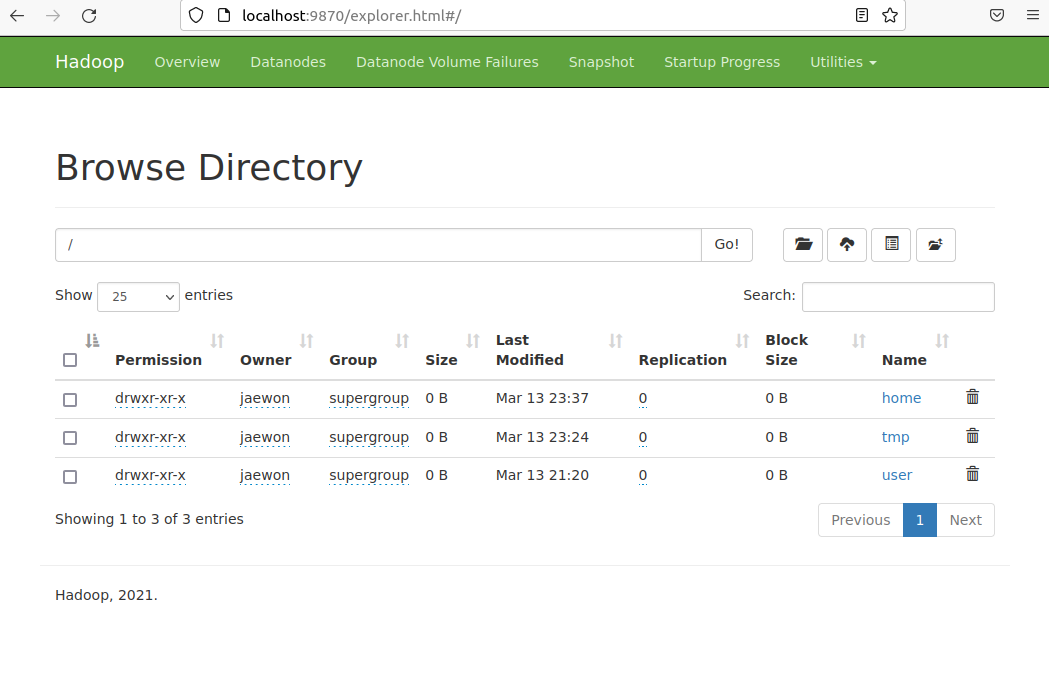 localhost:9870/explorer.html#/
Hadoop Overview Datanodes Datanode Volume Failures Snapshot Startup Progress Utilities
Browse Directory
/ Go!
Show 25 entries Search:
Permission Owner Group Size Last Modified Replication Block Size Name
drwxr-xr-x jaewon supergroup 0 B Mar 13 23:37 0 0 B home
drwxr-xr-x jaewon supergroup 0 B Mar 13 23:24 0 0 B tmp
drwxr-xr-x jaewon supergroup 0 B Mar 13 21:20 0 0 B user
Showing 1 to 3 of 3 entries Previous 1 Next
Hadoop, 2021.